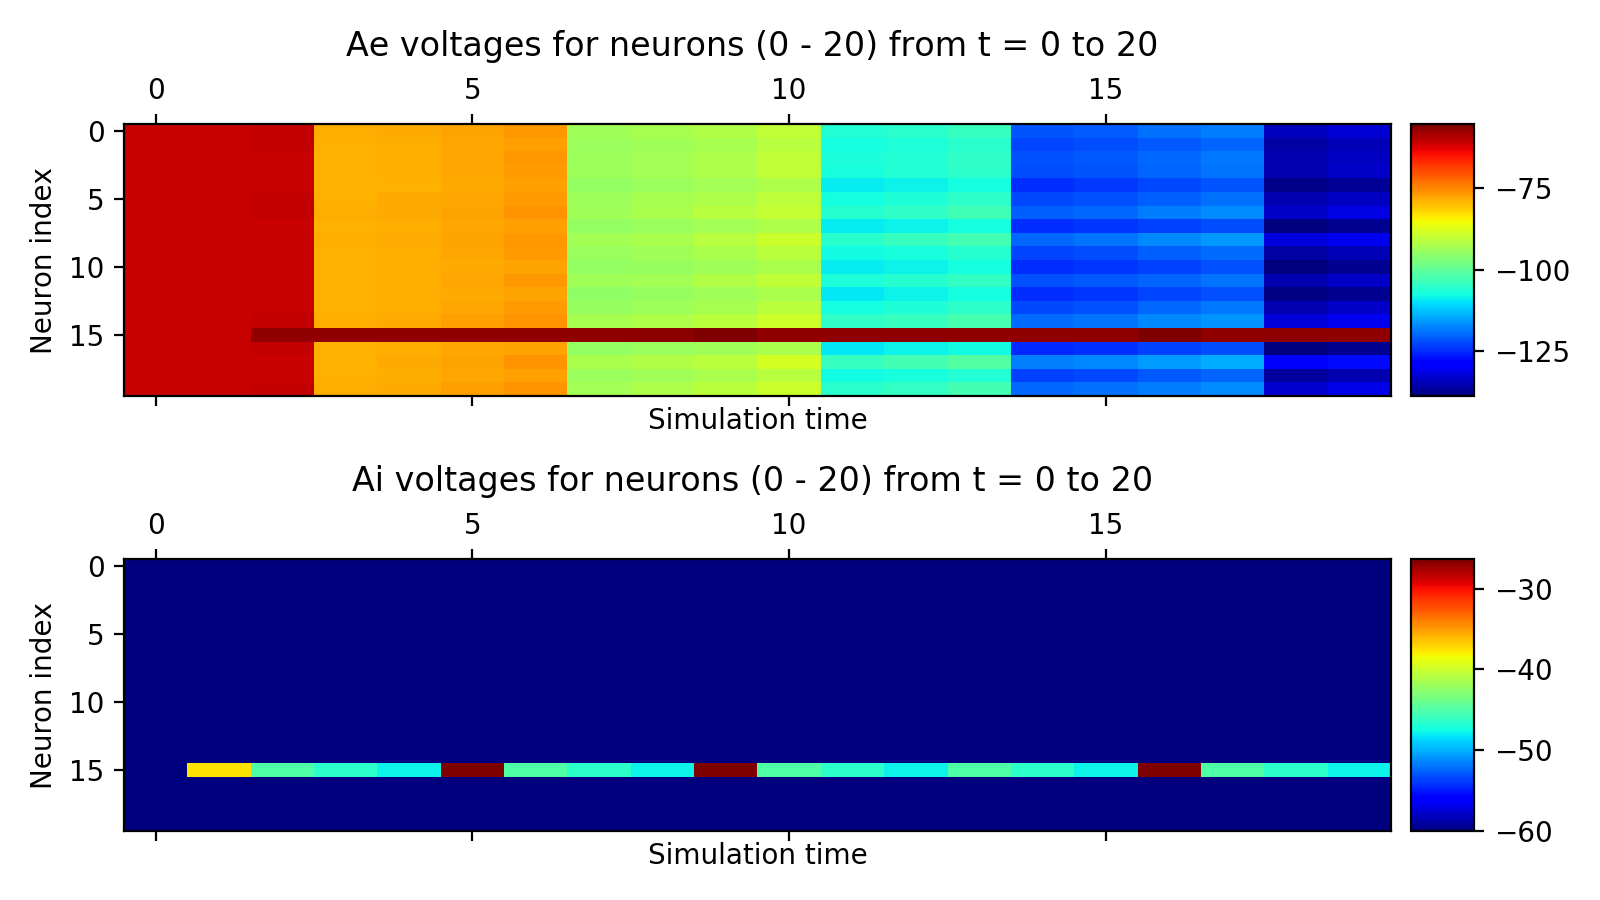 Ae voltages for neurons (0 - 20) from t = 0 to 20
0 5 10 15
Neuron index
0
5
10
15
−75
−100
−125
Simulation time
Ai voltages for neurons (0 - 20) from t = 0 to 20
0 5 10 15
Neuron index
0
5
10
15
−30
−40
−50
−60
Simulation time